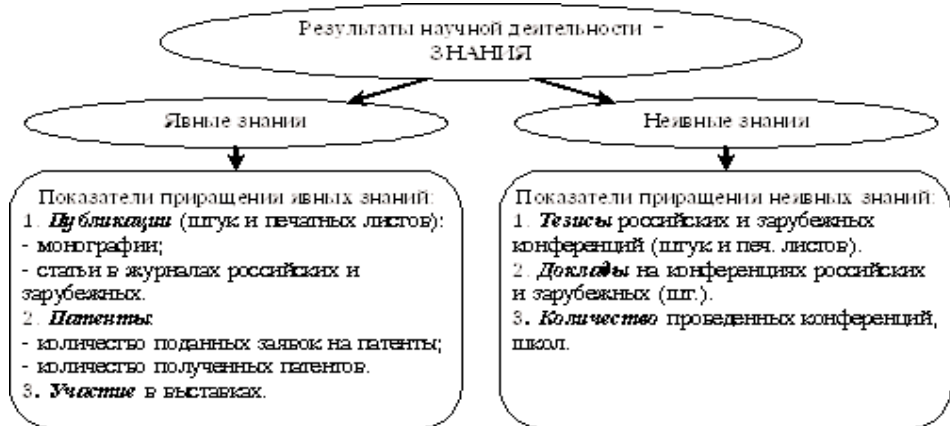 Результаты научной деятельности –
ЗНАНИЯ
Явные знания
Неявные знания
Показатели приращения явных знаний:
1. Публикации (штук и печатных листов):
- монографии;
- статьи в журналах российских и
зарубежных.
2. Патенты:
- количество поданных заявок на патенты;
- количество полученных патентов.
3. Участие в выставках.
Показатели приращения неявных знаний:
1. Тезисы российских и зарубежных
конференций (штук и печ. листов).
2. Доклады на конференциях российских
и зарубежных (шт.).
3. Количество проведенных конференций,
школ.